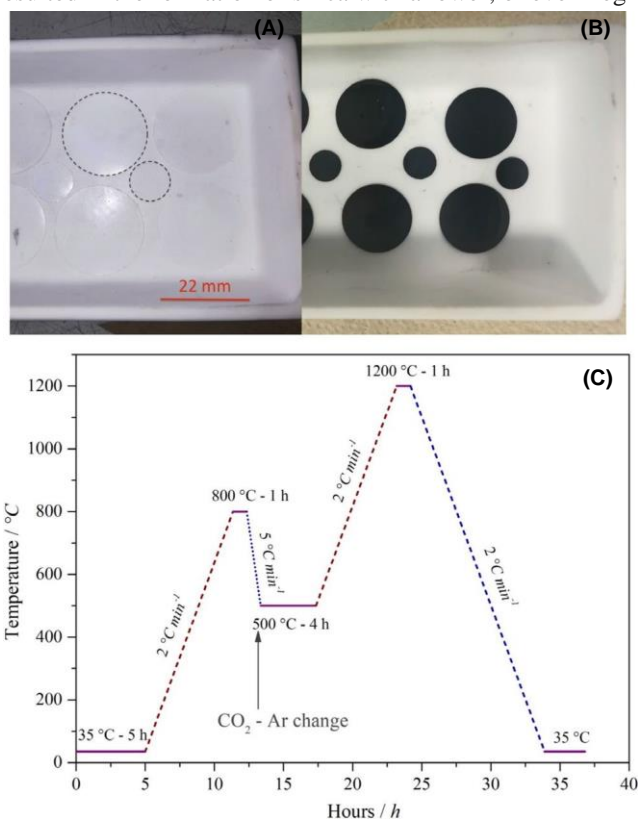 (A)
(B)
22 mm
(C)
1200 °C - 1 h
1200
1000
800 °C - 1 h
800
600
400
200
0
Temperature / °C
2 °C min⁻¹
5 °C min⁻¹
2 °C min⁻¹
2 °C min⁻¹
500 °C - 4 h
CO₂ - Ar change
35 °C - 5 h
35 °C
0 5 10 15 20 25 30 35 40
Hours / h